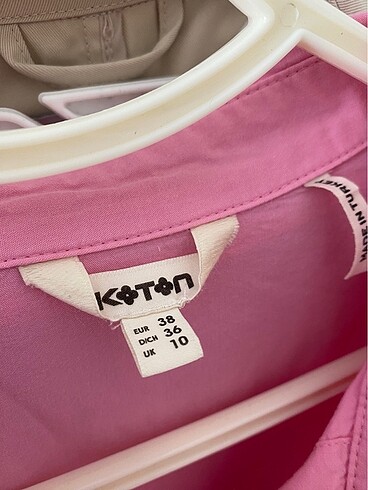 KOTON
EUR 38
D/CH 36
UK 10
MADE IN TURKEY